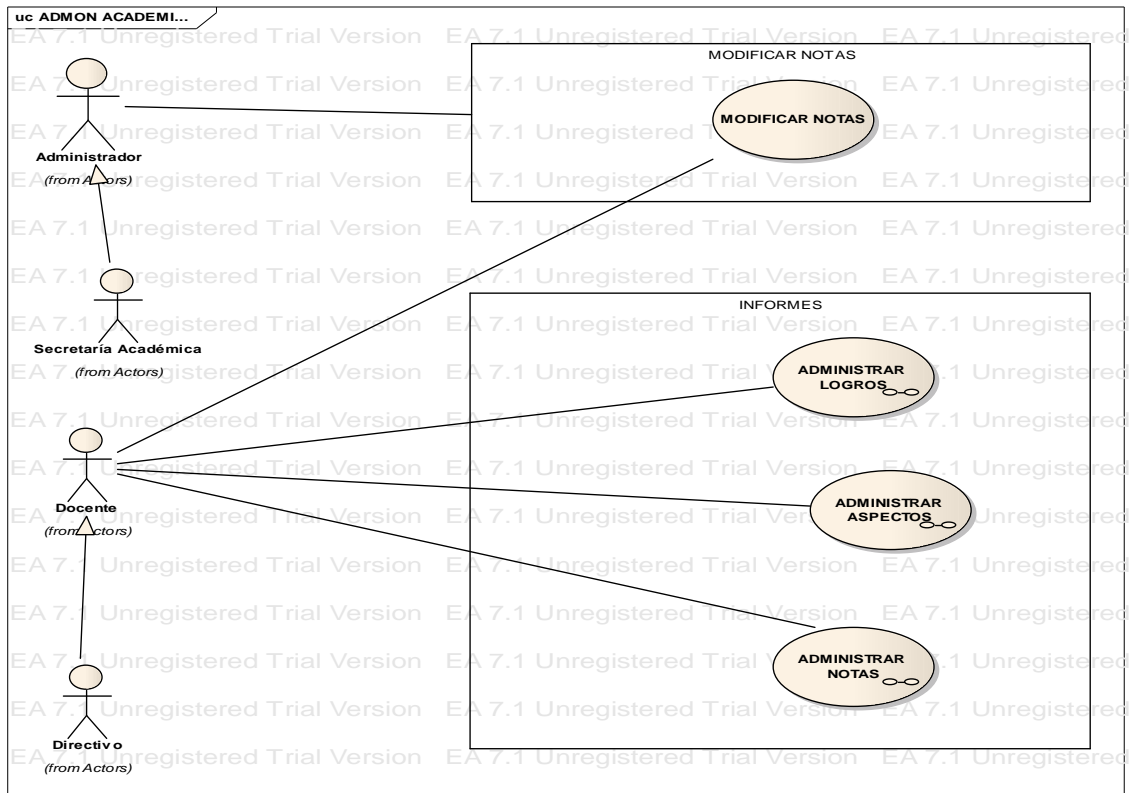 uc ADMON ACADEMI...
EA 7.1 Unregistered Trial Version EA 7.1 Unregistered Trial Version EA 7.1 Unregistered
MODIFICAR NOTAS
MODIFICAR NOTAS
Administrador
(from Actors)
Secretaría Académica
(from Actors)
INFORMES
ADMINISTRAR
LOGROS
Docente
(from Actors)
ADMINISTRAR
ASPECTOS
ADMINISTRAR
NOTAS
Directivo
(from Actors)